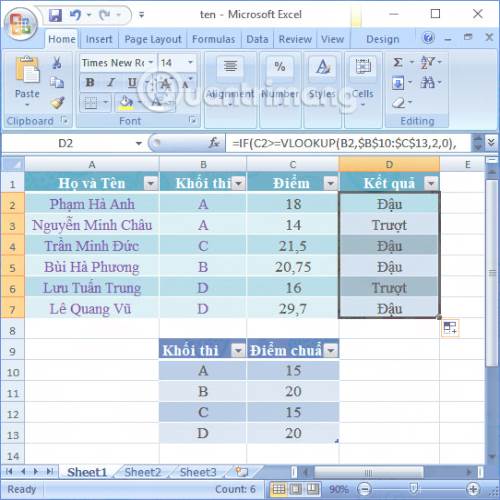 ten - Microsoft Excel
Home Insert Page Layout Formulas Data Review View Design
Paste
Clipboard
Times New Ro 14
B I U A A
Font
Alignment
Number
Styles
Cells
Editing
Quantrimang
D2 fx =IF(C2>=VLOOKUP(B2,$B$10:$C$13,2,0),
A B C D E
1 Họ và Tên Khối thi Điểm Kết quả
2 Phạm Hà Anh A 18 Đậu
3 Nguyễn Minh Châu A 14 Trượt
4 Trần Minh Đức C 21,5 Đậu
5 Bùi Hà Phương B 20,75 Đậu
6 Lưu Tuấn Trung D 16 Trượt
7 Lê Quang Vũ D 29,7 Đậu
8
9 Khối thi Điểm chuẩ
10 A 15
11 B 20
12 C 15
13 D 20
14
Sheet1 Sheet2 Sheet3
Ready Count: 6 90%